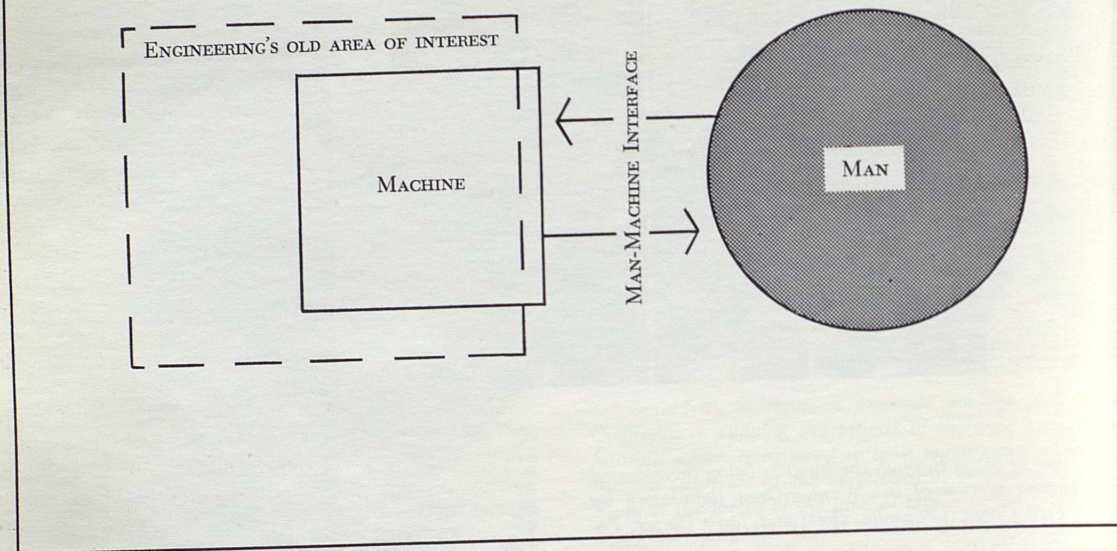 Engineering's old area of interest
Machine
Man-Machine Interface
Man